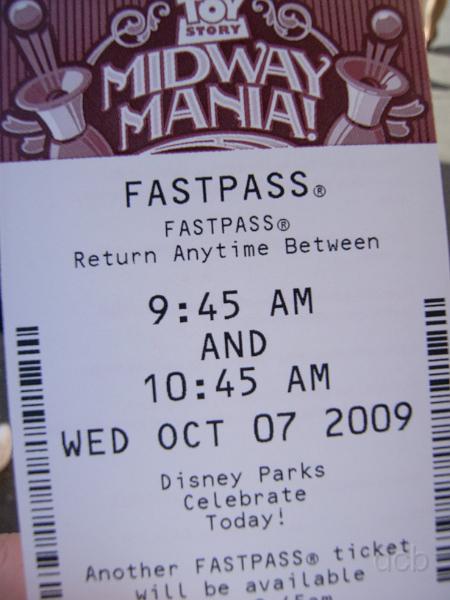 TOY
STORY
MIDWAY
MANIA!
FASTPASS®
FASTPASS®
Return Anytime Between
9:45 AM
AND
10:45 AM
WED OCT 07 2009
Disney Parks
Celebrate
Today!
Another FASTPASS® ticket
will be available
ucb